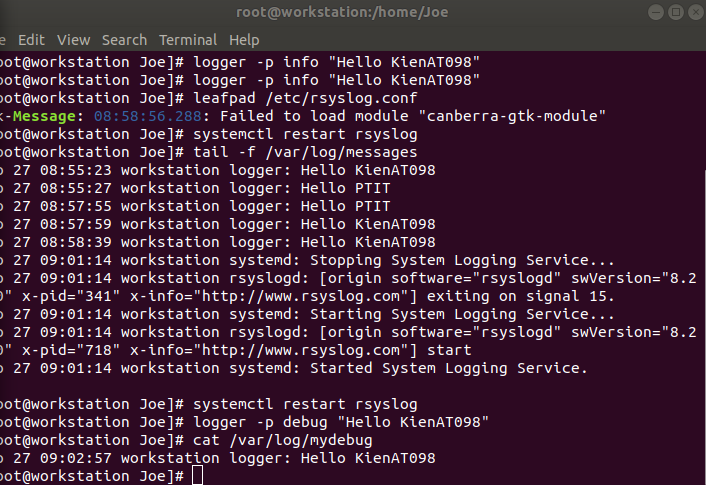 root@workstation:/home/Joe
e Edit View Search Terminal Help
oot@workstation Joe]# logger -p info "Hello KienAT098"
oot@workstation Joe]# logger -p info "Hello KienAT098"
oot@workstation Joe]# leafpad /etc/rsyslog.conf
k-Message: 08:58:56.288: Failed to load module "canberra-gtk-module"
oot@workstation Joe]# systemctl restart rsyslog
oot@workstation Joe]# tail -f /var/log/messages
p 27 08:55:23 workstation logger: Hello KienAT098
p 27 08:55:27 workstation logger: Hello PTIT
p 27 08:57:55 workstation logger: Hello PTIT
p 27 08:57:59 workstation logger: Hello KienAT098
p 27 08:58:39 workstation logger: Hello KienAT098
p 27 09:01:14 workstation systemd: Stopping System Logging Service...
p 27 09:01:14 workstation rsyslogd: [origin software="rsyslogd" swVersion="8.2
0" x-pid="341" x-info="http://www.rsyslog.com"] exiting on signal 15.
p 27 09:01:14 workstation systemd: Starting System Logging Service...
p 27 09:01:14 workstation rsyslogd: [origin software="rsyslogd" swVersion="8.2
0" x-pid="718" x-info="http://www.rsyslog.com"] start
p 27 09:01:14 workstation systemd: Started System Logging Service.
oot@workstation Joe]# systemctl restart rsyslog
oot@workstation Joe]# logger -p debug "Hello KienAT098"
oot@workstation Joe]# cat /var/log/mydebug
p 27 09:02:57 workstation logger: Hello KienAT098
oot@workstation Joe]#